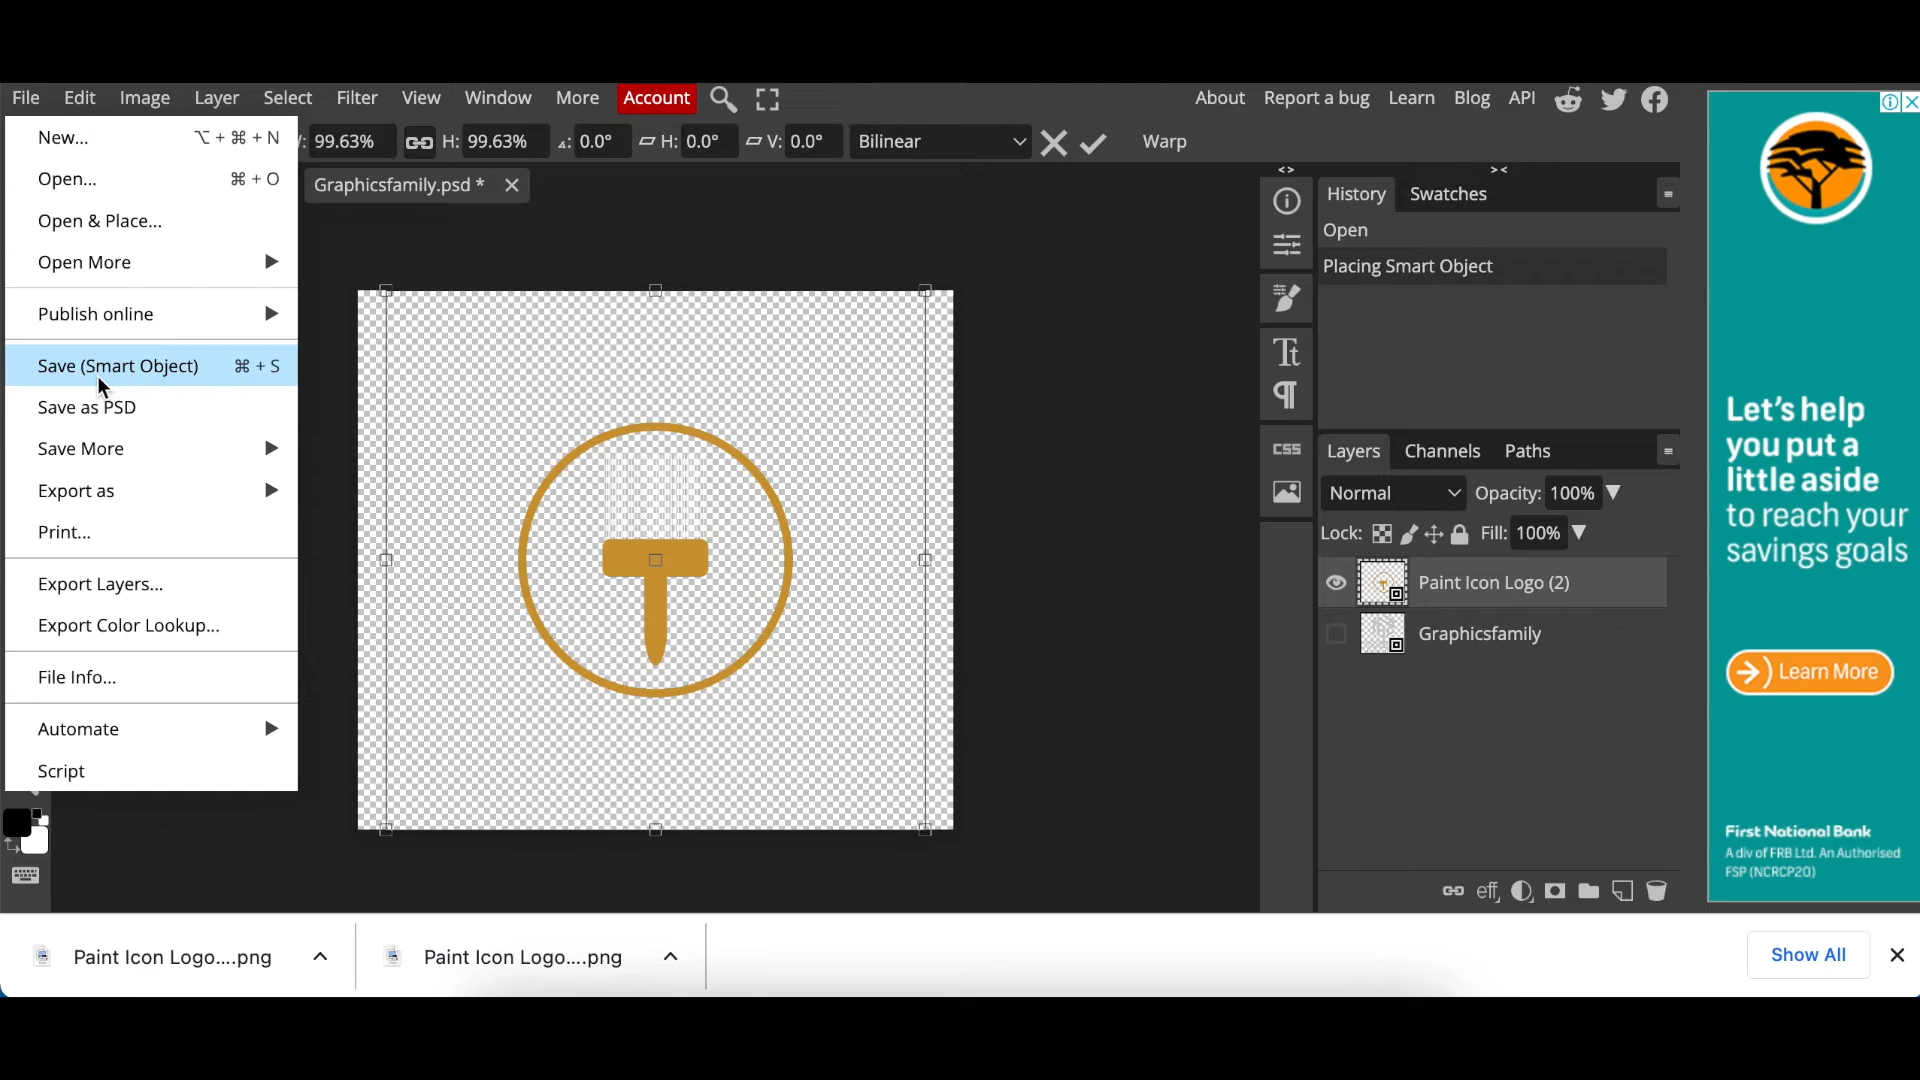 File Edit Image Layer Select Filter View Window More Account About Report a bug Learn Blog API
99.63% H: 99.63% 0.0° H: 0.0° V: 0.0° Bilinear Warp
New... ⌥ + ⌘ + N
Open... ⌘ + O
Open & Place...
Open More
Publish online
Save (Smart Object) ⌘ + S
Save as PSD
Save More
Export as
Print...
Export Layers...
Export Color Lookup...
File Info...
Automate
Script
Graphicsfamily.psd *
< > > <
History Swatches
Open
Placing Smart Object
CSS
Layers Channels Paths
Normal Opacity: 100%
Lock: Fill: 100%
Paint Icon Logo (2)
Graphicsfamily
eff
Let's help
you put a
little aside
to reach your
savings goals
Learn More
First National Bank
A div of FRB Ltd. An Authorised
FSP (NCRCP20)
Paint Icon Logo....png Paint Icon Logo....png Show All